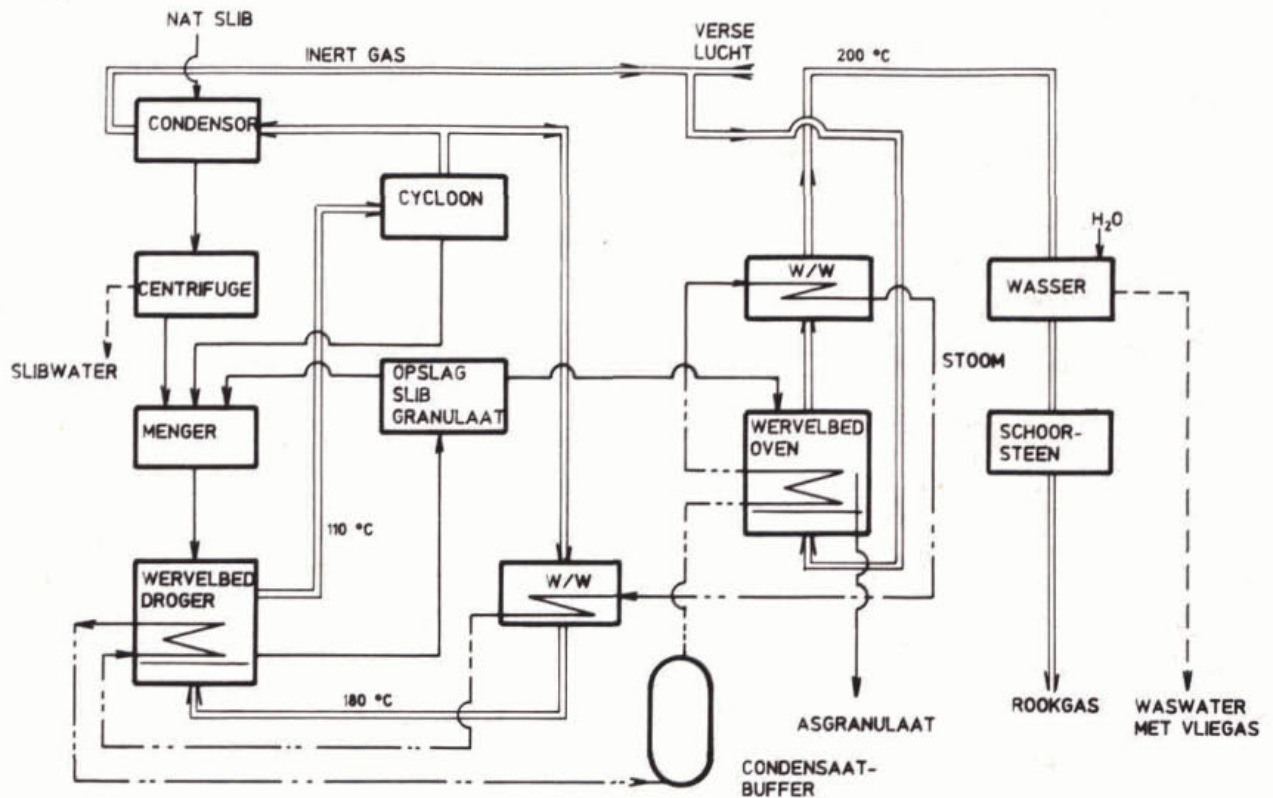 NAT SLIB
INERT GAS
VERSE
LUCHT
200 °C
CONDENSOR
CYCLOON
H₂O
W/W
WASSER
CENTRIFUGE
SLIBWATER
OPSLAG
SLIB
GRANULAAT
STOOM
MENGER
WERVELBED
OVEN
SCHOOR-
STEEN
110 °C
WERVELBED
DROGER
W/W
180 °C
ASGRANULAAT
ROOKGAS
WASWATER
MET VLIEGAS
CONDENSAAT-
BUFFER